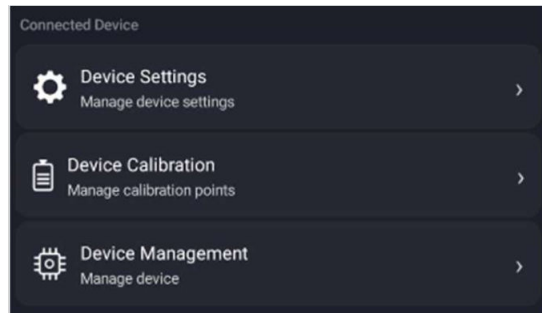 Connected Device
Device Settings
Manage device settings
Device Calibration
Manage calibration points
Device Management
Manage device